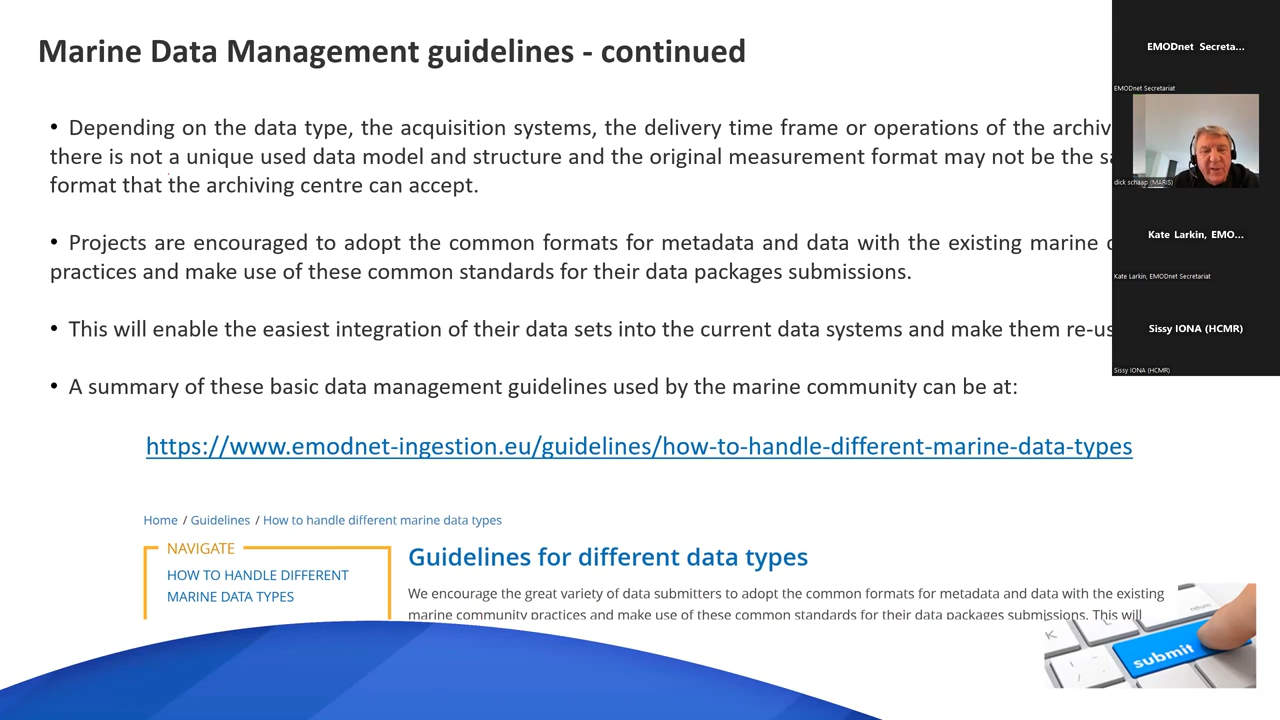 Marine Data Management guidelines - continued
• Depending on the data type, the acquisition systems, the delivery time frame or operations of the
there is not a unique used data model and structure and the original measurement format may not be the
format that the archiving centre can accept.
• Projects are encouraged to adopt the common formats for metadata and data with the existing marine
practices and make use of these common standards for their data packages submissions.
• This will enable the easiest integration of their data sets into the current data systems and make them
• A summary of these basic data management guidelines used by the marine community can be at:
https://www.emodnet-ingestion.eu/guidelines/how-to-handle-different-marine-data-types
Home / Guidelines / How to handle different marine data types
NAVIGATE
HOW TO HANDLE DIFFERENT
MARINE DATA TYPES
Guidelines for different data types
We encourage the great variety of data submitters to adopt the common formats for metadata and data with the existing
marine community practices and make use of these common standards for their data packages submissions. This will
K
submit
EMODnet Secreta...
EMODnet Secretariat
dick schaap (MARIS)
Kate Larkin, EMO...
Kate Larkin, EMODnet Secretariat
Sissy IONA (HCMR)
Sissy IONA (HCMR)